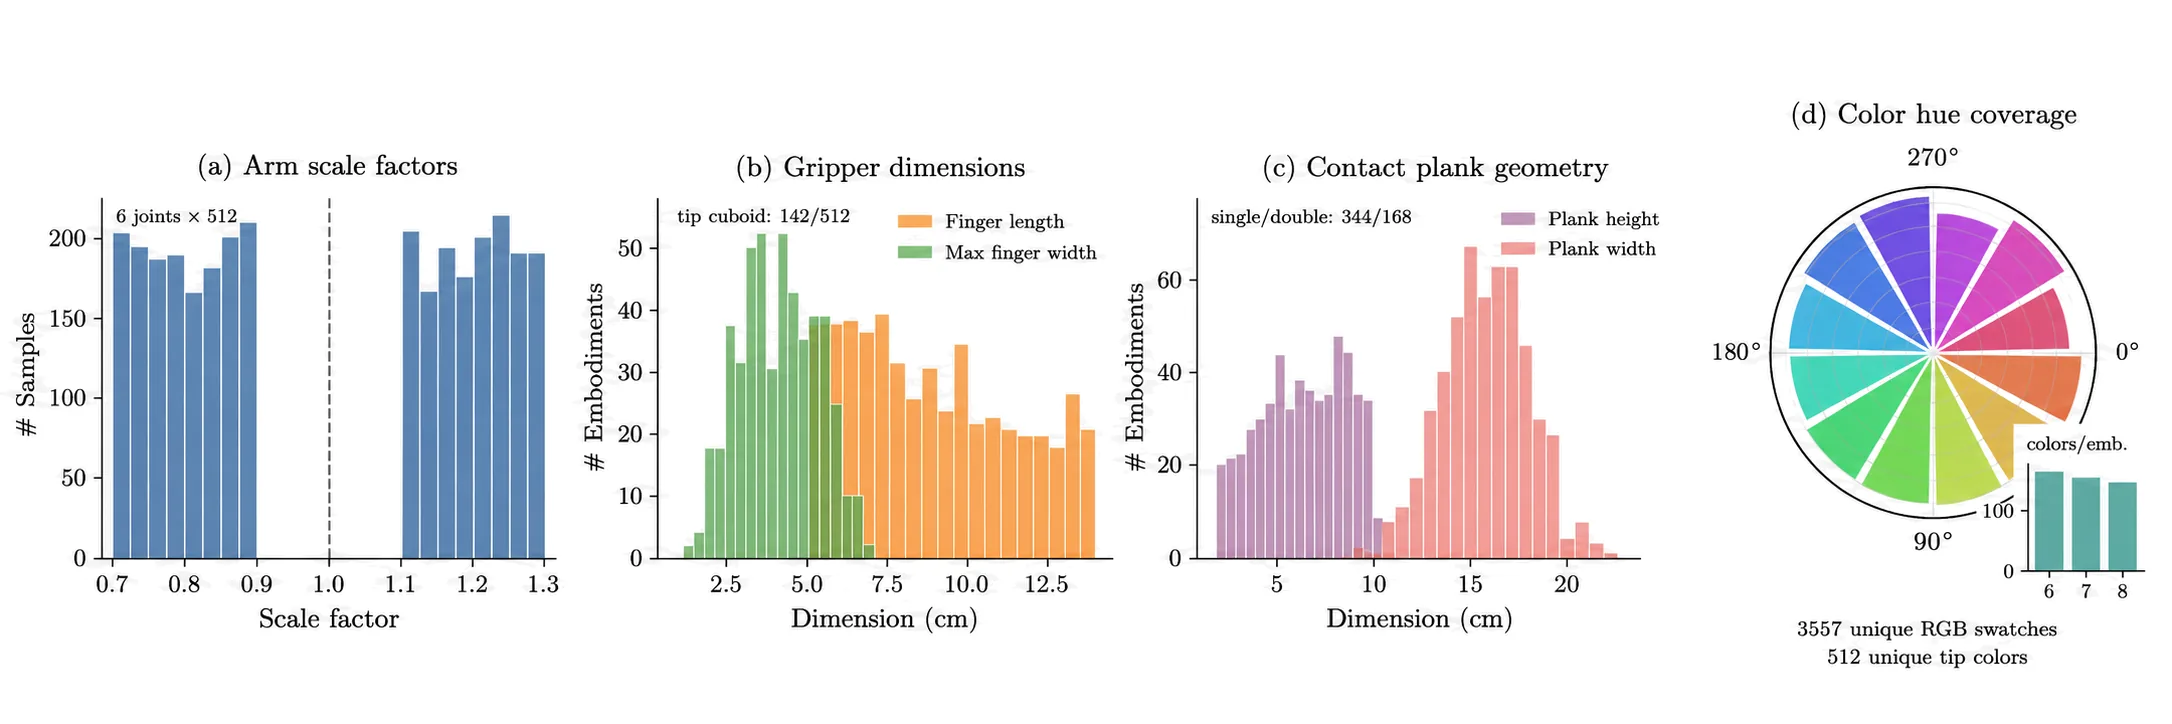 (a) Arm scale factors
6 joints × 512
# Samples
200
150
100
50
0
0.7 0.8 0.9 1.0 1.1 1.2 1.3
Scale factor
(b) Gripper dimensions
tip cuboid: 142/512
Finger length
Max finger width
# Embodiments
50
40
30
20
10
0
2.5 5.0 7.5 10.0 12.5
Dimension (cm)
(c) Contact plank geometry
single/double: 344/168
Plank height
Plank width
# Embodiments
60
40
20
0
5 10 15 20
Dimension (cm)
(d) Color hue coverage
270°
180°
0°
90°
colors/emb.
100
0
6 7 8
3557 unique RGB swatches
512 unique tip colors